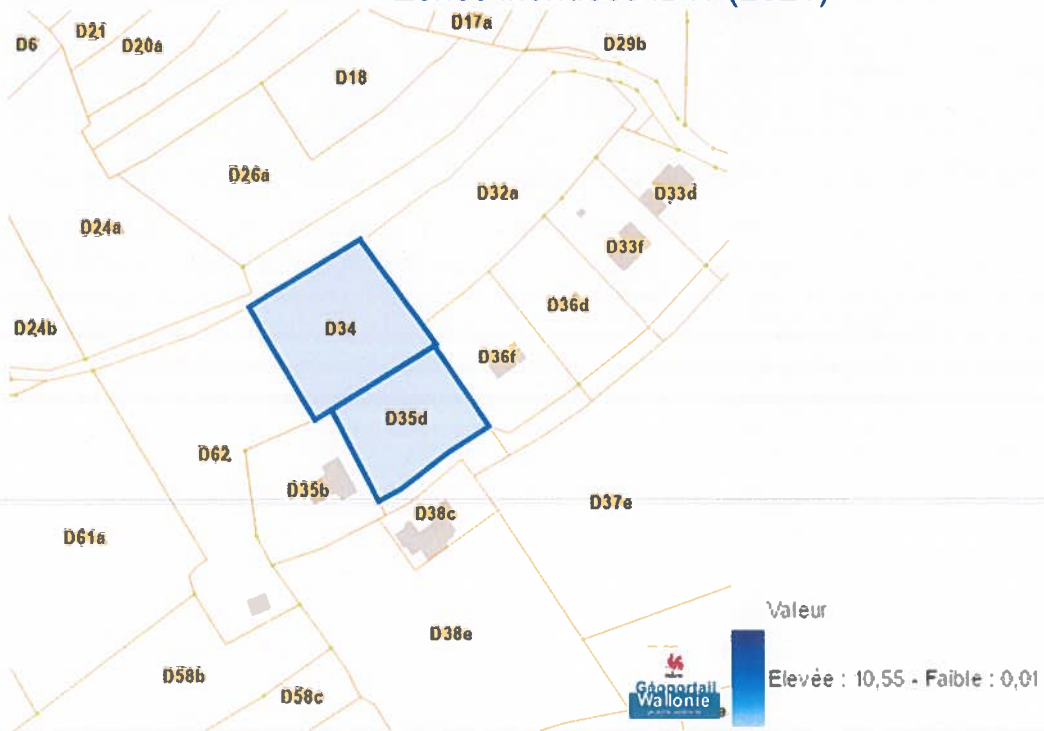 D17a
D21
D6
D20a
D29b
D18
D26a
D32a
D33d
D24a
D33f
D36d
D24b
D34
D36f
D35d
D62
D35b
D37e
D38c
D61a
Valeur
D38e
D58b
Elevée : 10,55 - Faible : 0,01
Géoportail
Wallonie
D58c